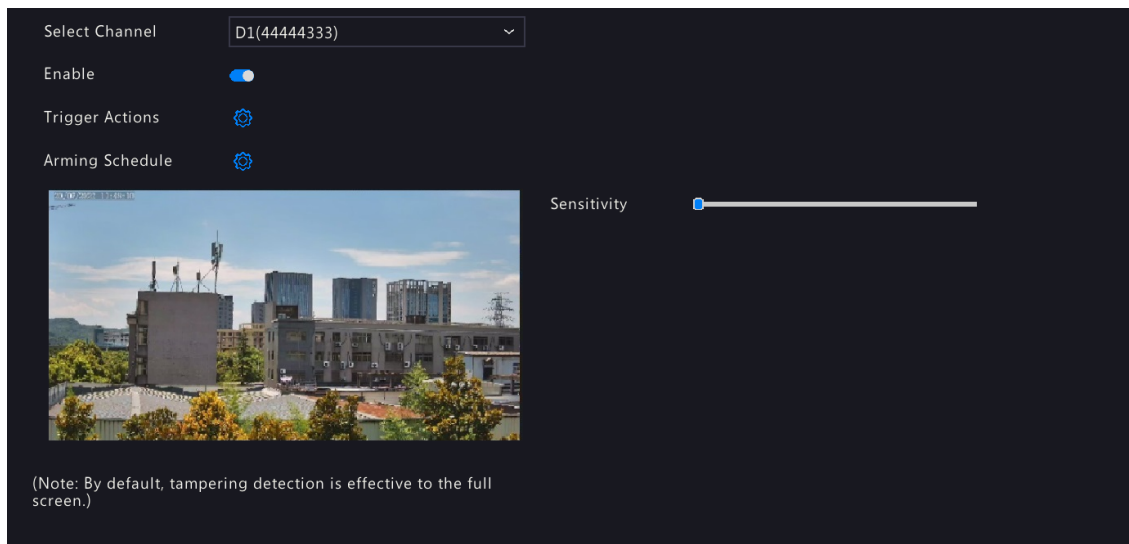 Select Channel
D1(44444333)
Enable
Trigger Actions
Arming Schedule
Sensitivity
(Note: By default, tampering detection is effective to the full
screen.)